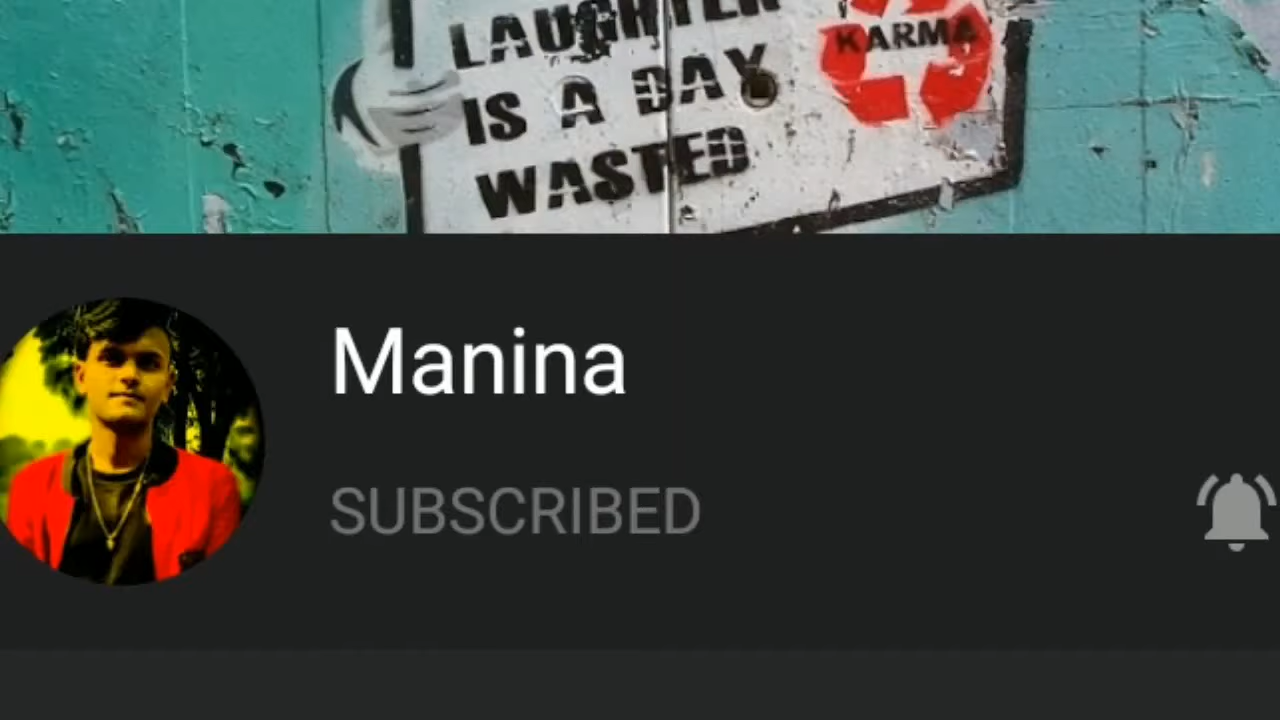 LAUGHTER
IS A DAY
WASTED
KARMA
Manina
SUBSCRIBED